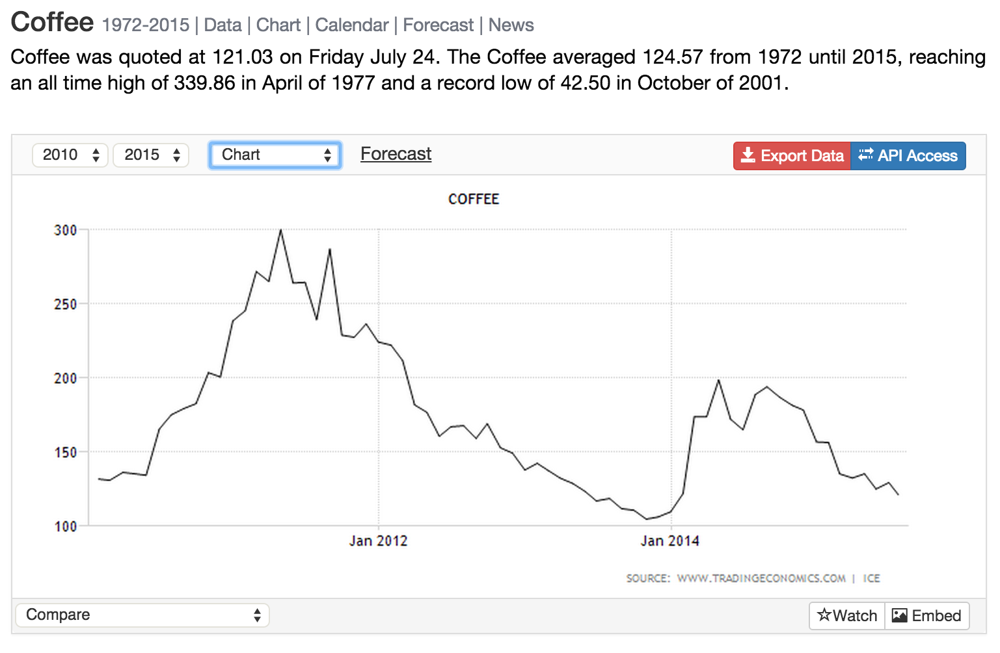 Coffee 1972-2015 | Data | Chart | Calendar | Forecast | News
Coffee was quoted at 121.03 on Friday July 24. The Coffee averaged 124.57 from 1972 until 2015, reaching
an all time high of 339.86 in April of 1977 and a record low of 42.50 in October of 2001.
2010 2015 Chart Forecast Export Data API Access
COFFEE
300
250
200
150
100
Jan 2012 Jan 2014
SOURCE: WWW.TRADINGECONOMICS.COM | ICE
Compare Watch Embed